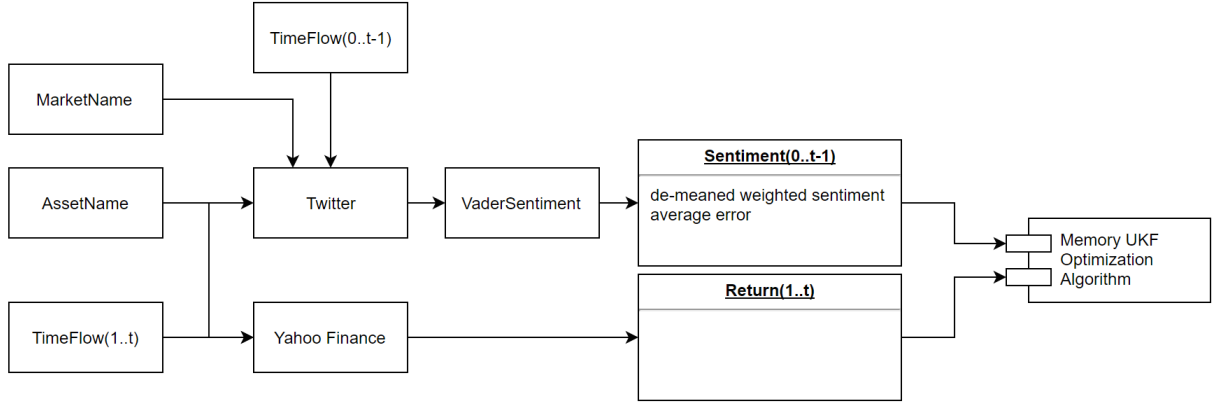 TimeFlow(0..t-1)
MarketName
AssetName
Twitter
VaderSentiment
Sentiment(0..t-1)
de-meaned weighted sentiment
average error
Memory UKF
Optimization
Algorithm
TimeFlow(1..t)
Yahoo Finance
Return(1..t)